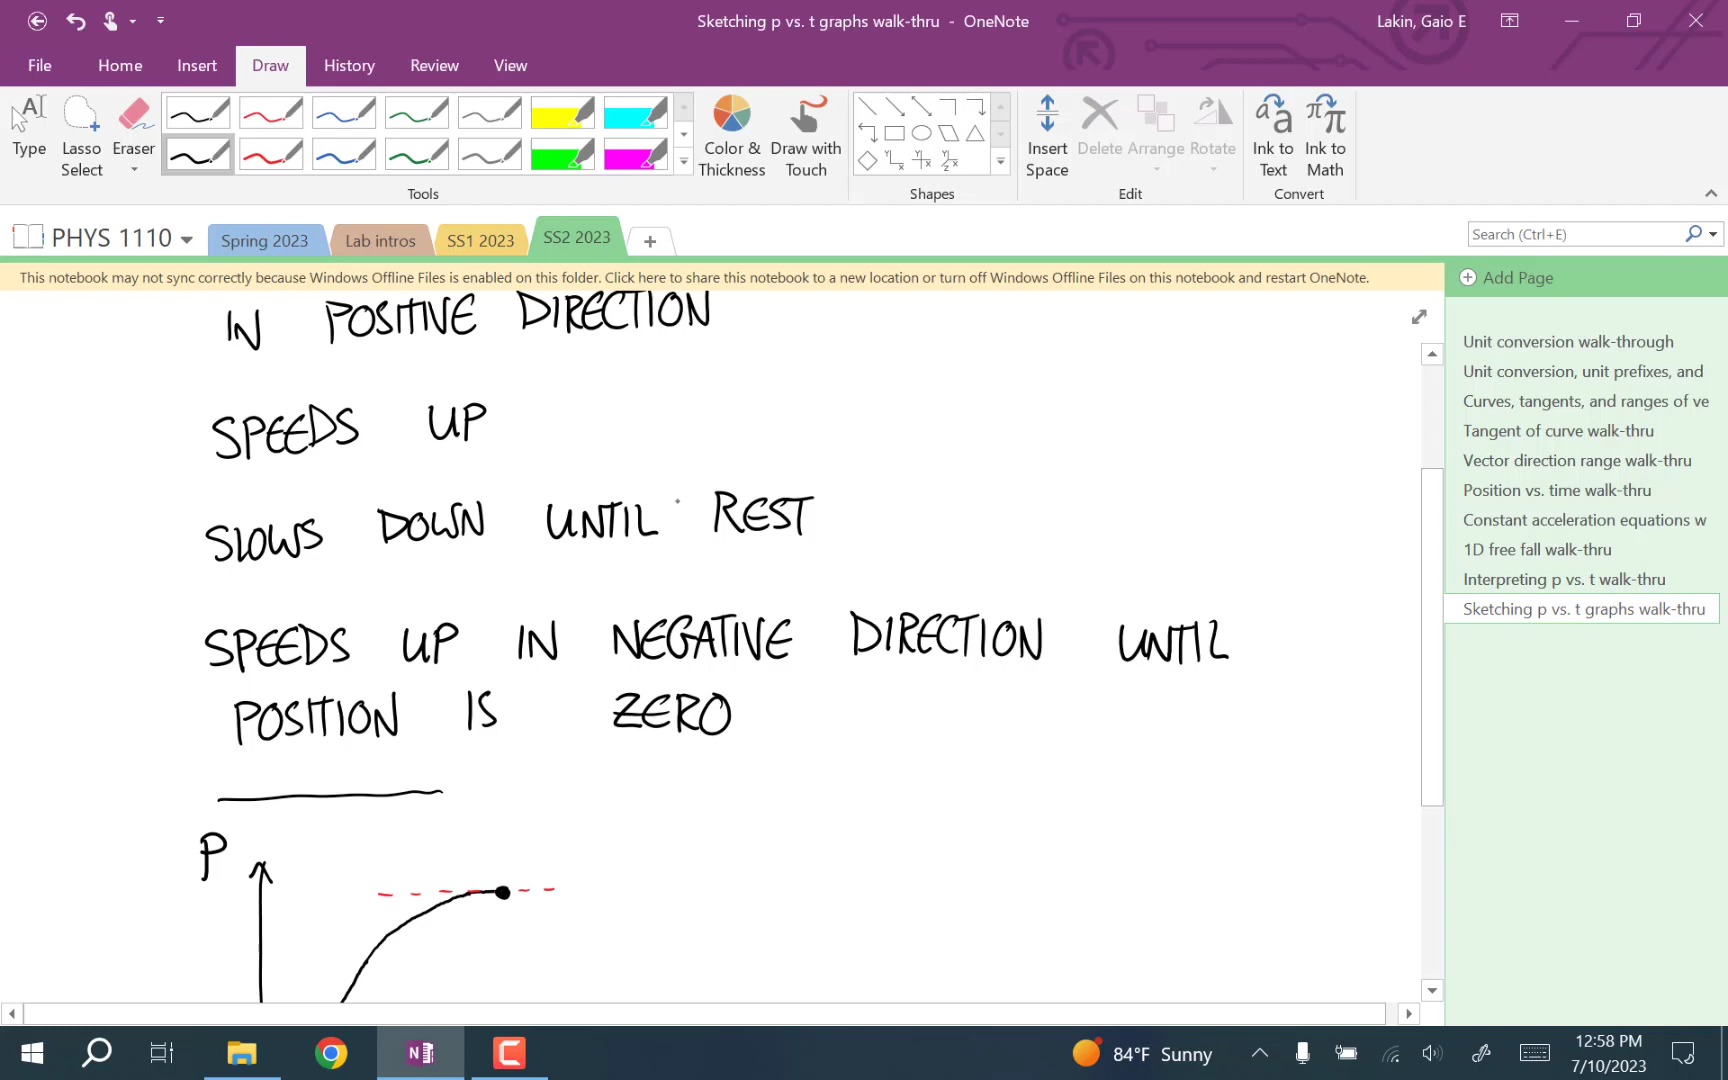 Sketching p vs. t graphs walk-thru - OneNote
Lakin, Gaio E
File Home Insert Draw History Review View
Type
Lasso Select
Eraser
Color & Thickness
Draw with Touch
Insert Space
Delete
Arrange
Rotate
Ink to Text
Ink to Math
Tools
Shapes
Edit
Convert
PHYS 1110
Spring 2023
Lab intros
SS1 2023
SS2 2023
Search (Ctrl+E)
This notebook may not sync correctly because Windows Offline Files is enabled on this folder. Click here to share this notebook to a new location or turn off Windows Offline Files on this notebook and restart OneNote.
Add Page
IN POSITIVE DIRECTION
SPEEDS UP
SLOWS DOWN UNTIL REST
SPEEDS UP IN NEGATIVE DIRECTION UNTIL
POSITION IS ZERO
P
Unit conversion walk-through
Unit conversion, unit prefixes, and
Curves, tangents, and ranges of ve
Tangent of curve walk-thru
Vector direction range walk-thru
Position vs. time walk-thru
Constant acceleration equations w
1D free fall walk-thru
Interpreting p vs. t walk-thru
Sketching p vs. t graphs walk-thru
84°F Sunny
12:58 PM
7/10/2023